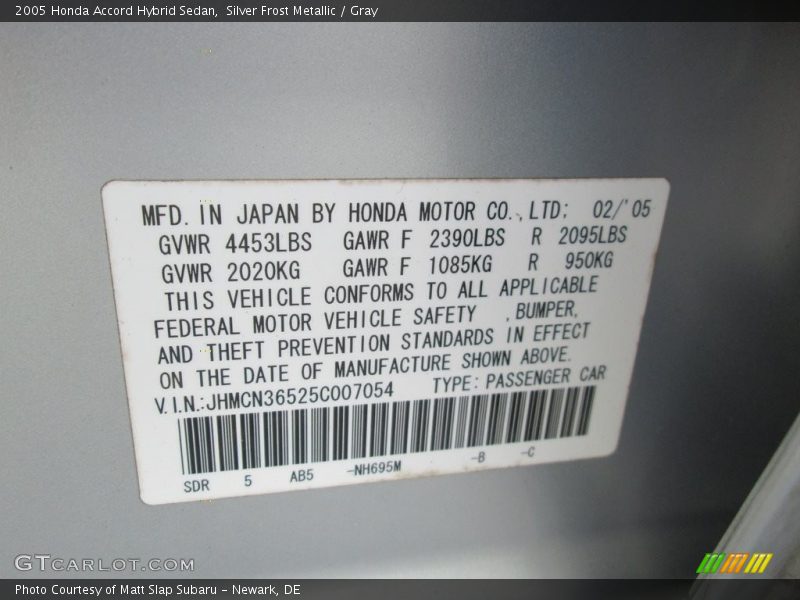 2005 Honda Accord Hybrid Sedan,  Silver Frost Metallic / Gray
MFD. IN JAPAN BY HONDA MOTOR CO., LTD; 02/'05
GVWR 4453LBS GAWR F 2390LBS R 2095LBS
GVWR 2020KG GAWR F 1085KG R 950KG
THIS VEHICLE CONFORMS TO ALL APPLICABLE
FEDERAL MOTOR VEHICLE SAFETY , BUMPER,
AND THEFT PREVENTION STANDARDS IN EFFECT
ON THE DATE OF MANUFACTURE SHOWN ABOVE.
V.I.N.:JHMCN36525C007054 TYPE: PASSENGER CAR
SDR 5 AB5 -NH695M -B -C
GTCARLOT.COM
Photo Courtesy of Matt Slap Subaru - Newark, DE